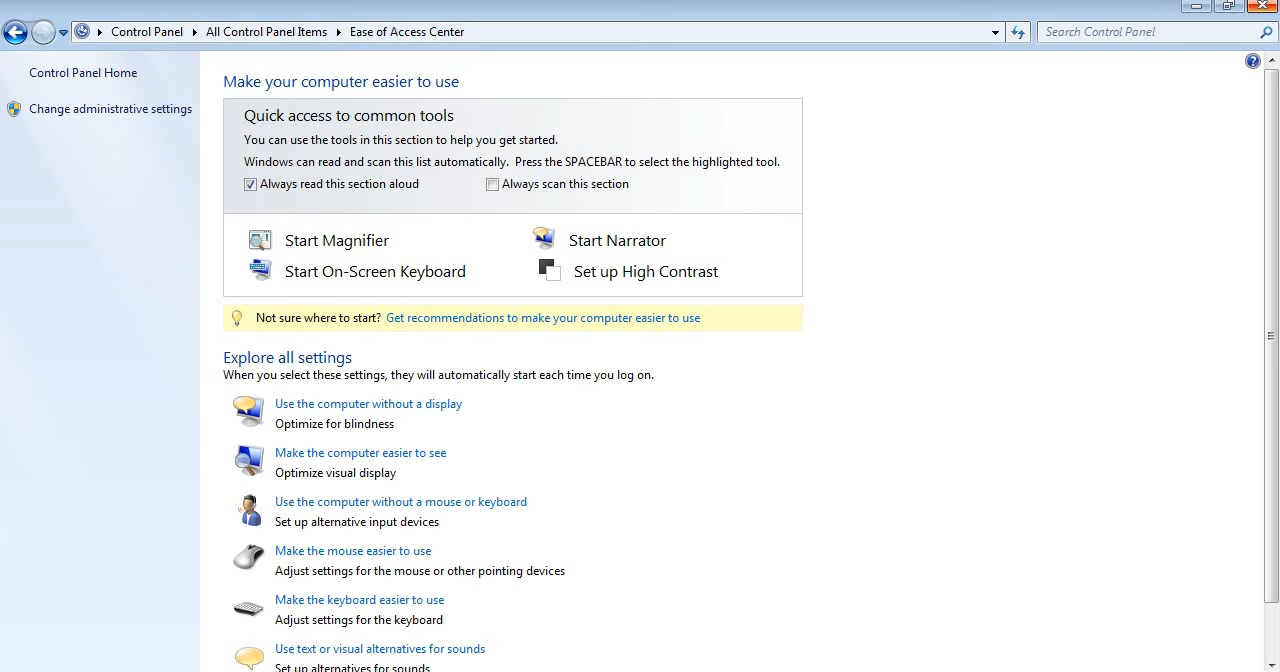 Control Panel All Control Panel Items Ease of Access Center
Search Control Panel
Control Panel Home
Change administrative settings
Make your computer easier to use
Quick access to common tools
You can use the tools in this section to help you get started.
Windows can read and scan this list automatically.  Press the SPACEBAR to select the highlighted tool.
Always read this section aloud
Always scan this section
Start Magnifier
Start Narrator
Start On-Screen Keyboard
Set up High Contrast
Not sure where to start? Get recommendations to make your computer easier to use
Explore all settings
When you select these settings, they will automatically start each time you log on.
Use the computer without a display
Optimize for blindness
Make the computer easier to see
Optimize visual display
Use the computer without a mouse or keyboard
Set up alternative input devices
Make the mouse easier to use
Adjust settings for the mouse or other pointing devices
Make the keyboard easier to use
Adjust settings for the keyboard
Use text or visual alternatives for sounds
Set up alternatives for sounds